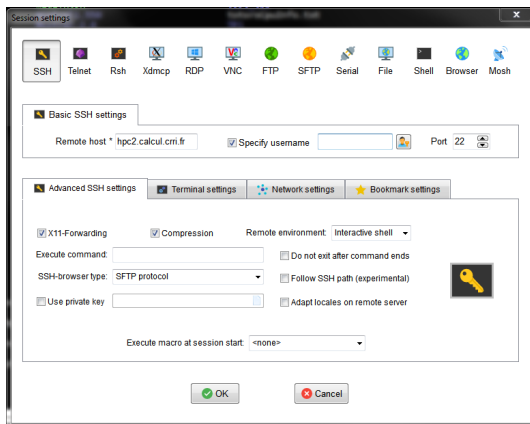 Session settings
x
SSH Telnet Rsh Xdmcp RDP VNC FTP SFTP Serial File Shell Browser Mosh
Basic SSH settings
Remote host * hpc2.calcul.crri.fr Specify username Port 22
Advanced SSH settings Terminal settings Network settings Bookmark settings
X11-Forwarding Compression Remote environment: Interactive shell
Execute command: Do not exit after command ends
SSH-browser type: SFTP protocol Follow SSH path (experimental)
Use private key Adapt locales on remote server
Execute macro at session start: <none>
OK Cancel